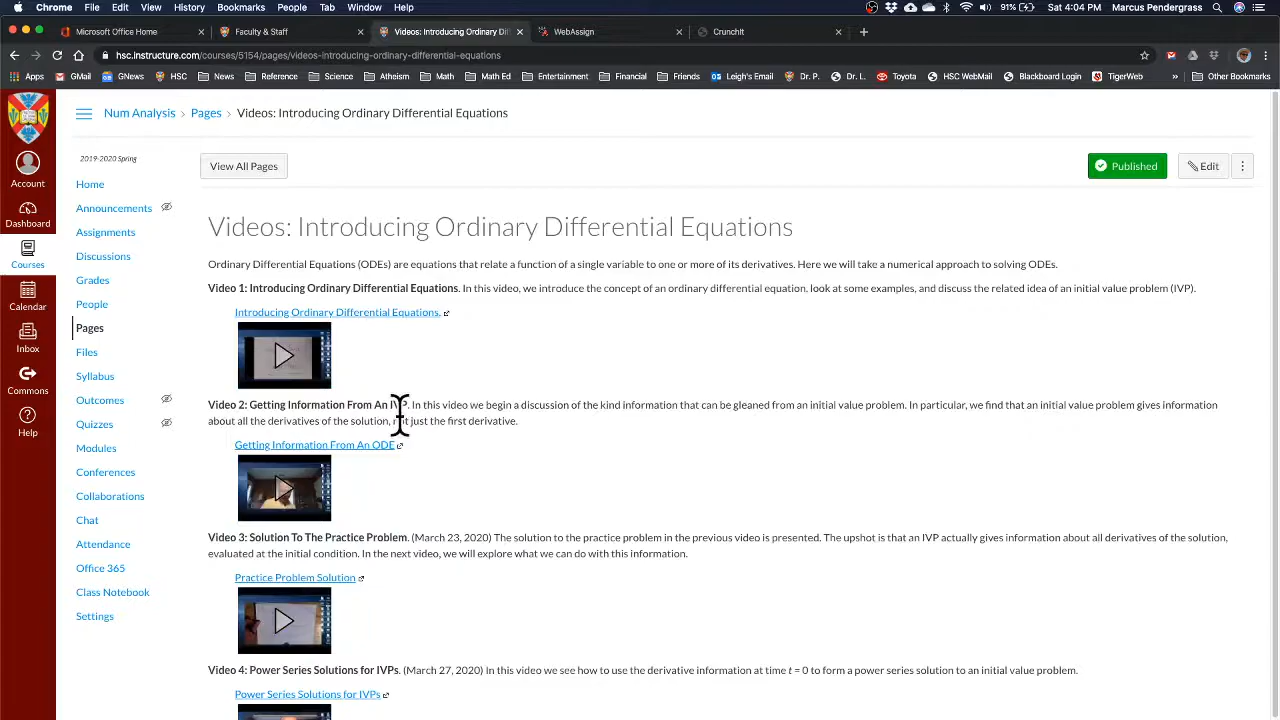 Chrome File Edit View History Bookmarks People Tab Window Help 91% Sat 4:04 PM Marcus Pendergrass
Microsoft Office Home Faculty & Staff Videos: Introducing Ordinary Dif WebAssign CrunchIt
hsc.instructure.com/courses/5154/pages/videos-introducing-ordinary-differential-equations
Apps Gmail News HSC News Research Science Atheism Math Math Ed Entertainment Financial Friends Leigh's Email Dr. P. Dr. L. Toyota HSC WebMail Blackboard Login TigerWeb » Other Bookmarks
Num Analysis › Pages › Videos: Introducing Ordinary Differential Equations
Account
Dashboard
Courses
Calendar
Inbox
Commons
Help
2019-2020 Spring
Home
Announcements
Assignments
Discussions
Grades
People
Pages
Files
Syllabus
Outcomes
Quizzes
Modules
Conferences
Collaborations
Chat
Attendance
Office 365
Class Notebook
Settings
View All Pages
Published
Edit
Videos: Introducing Ordinary Differential Equations
Ordinary Differential Equations (ODEs) are equations that relate a function of a single variable to one or more of its derivatives. Here we will take a numerical approach to solving ODEs.
Video 1: Introducing Ordinary Differential Equations. In this video, we introduce the concept of an ordinary differential equation, look at some examples, and discuss the related idea of an initial value problem (IVP).
Introducing Ordinary Differential Equations.
Video 2: Getting Information From An IVP. In this video we begin a discussion of the kind information that can be gleaned from an initial value problem. In particular, we find that an initial value problem gives information
about all the derivatives of the solution, not just the first derivative.
Getting Information From An ODE
Video 3: Solution To The Practice Problem. (March 23, 2020) The solution to the practice problem in the previous video is presented. The upshot is that an IVP actually gives information about all derivatives of the solution,
evaluated at the initial condition. In the next video, we will explore what we can do with this information.
Practice Problem Solution
Video 4: Power Series Solutions for IVPs. (March 27, 2020) In this video we see how to use the derivative information at time t = 0 to form a power series solution to an initial value problem.
Power Series Solutions for IVPs